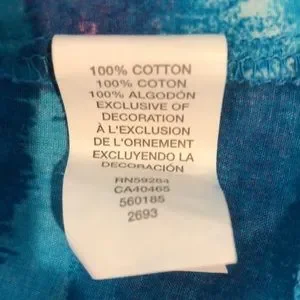 100% COTTON
100% COTON
100% ALGODÓN
EXCLUSIVE OF
DECORATION
À L'EXCLUSION
DE L'ORNEMENT
EXCLUYENDO LA
DECORACIÓN
RN59284
CA40465
560185
2693